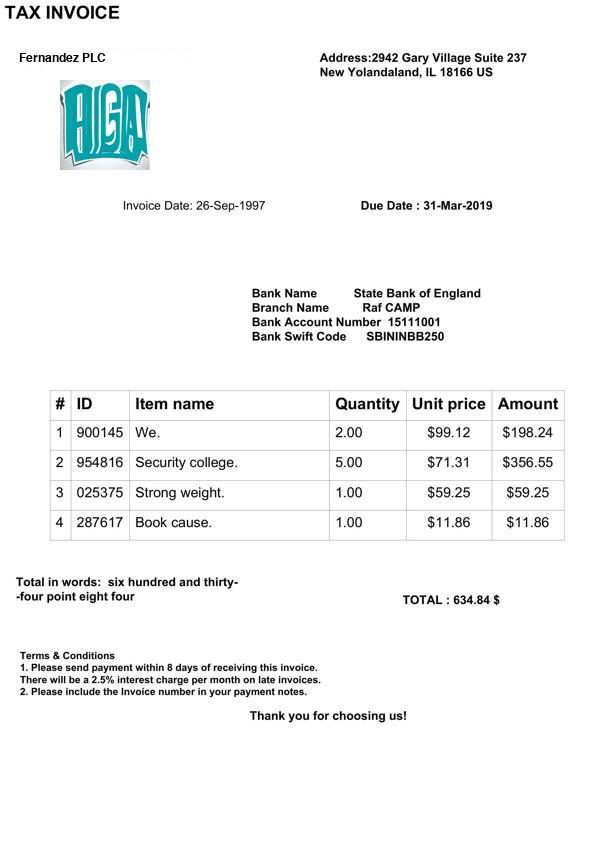 TAX INVOICE
Fernandez PLC
Address:2942 Gary Village Suite 237
New Yolandaland, IL 18166 US
HGA
Invoice Date: 26-Sep-1997
Due Date : 31-Mar-2019
Bank Name State Bank of England
Branch Name Raf CAMP
Bank Account Number 15111001
Bank Swift Code SBININBB250
# ID Item name Quantity Unit price Amount
1 900145 We. 2.00 $99.12 $198.24
2 954816 Security college. 5.00 $71.31 $356.55
3 025375 Strong weight. 1.00 $59.25 $59.25
4 287617 Book cause. 1.00 $11.86 $11.86
Total in words: six hundred and thirty-
-four point eight four
TOTAL : 634.84 $
Terms & Conditions
1. Please send payment within 8 days of receiving this invoice.
There will be a 2.5% interest charge per month on late invoices.
2. Please include the Invoice number in your payment notes.
Thank you for choosing us!